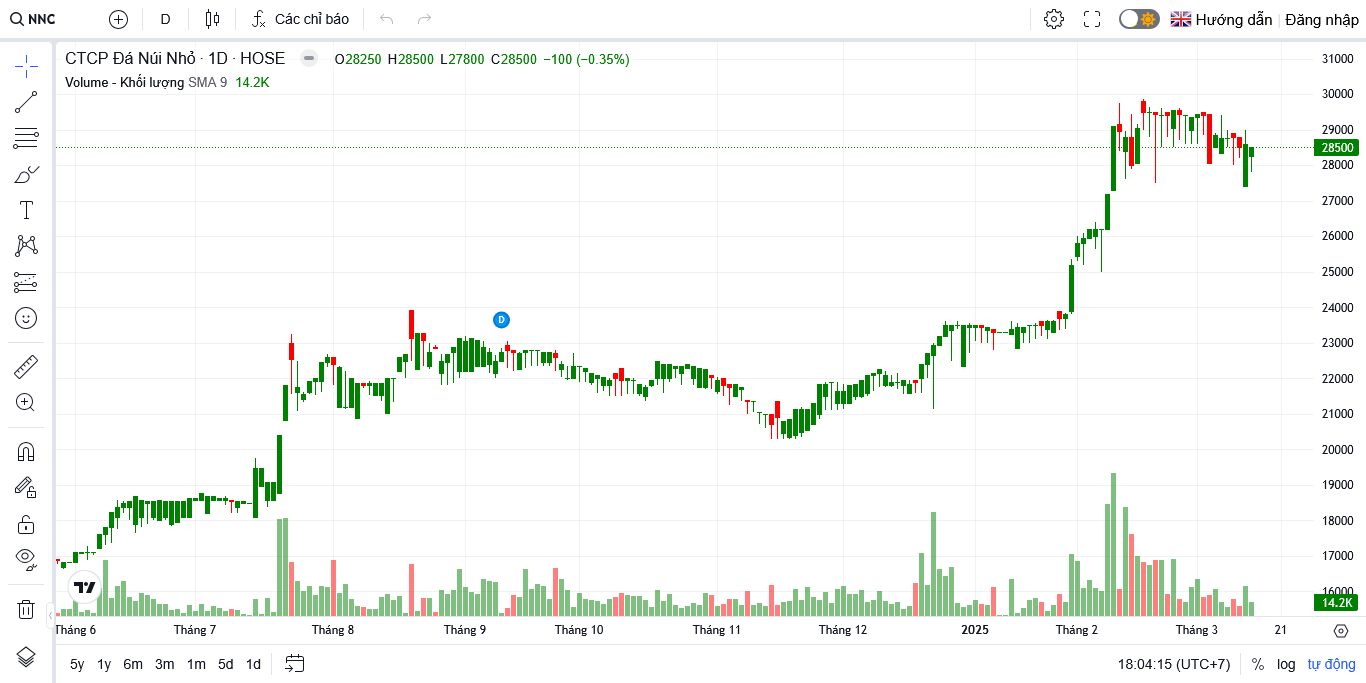 NNC D Các chỉ báo Hướng dẫn Đăng nhập
CTCP Đá Núi Nhỏ · 1D · HOSE O28250 H28500 L27800 C28500 −100 (−0.35%)
Volume - Khối lượng SMA 9 14.2K
31000
30000
29000
28500
28000
27000
26000
25000
24000
23000
22000
21000
20000
19000
18000
17000
16000
14.2K
D
Tháng 6 Tháng 7 Tháng 8 Tháng 9 Tháng 10 Tháng 11 Tháng 12 2025 Tháng 2 Tháng 3 21
5y 1y 6m 3m 1m 5d 1d 18:04:15 (UTC+7) % log tự động